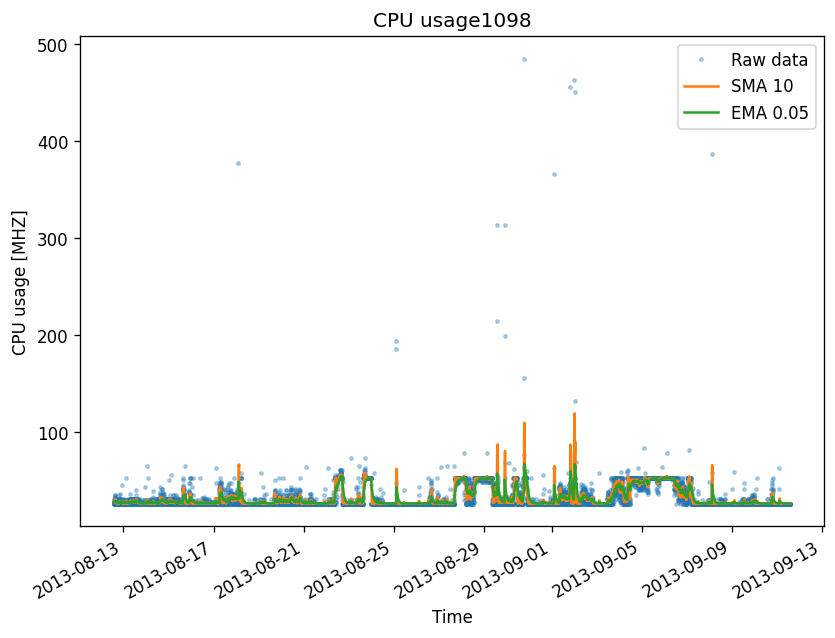 CPU usage1098
500
400
300
200
100
CPU usage [MHZ]
Raw data
SMA 10
EMA 0.05
2013-08-13
2013-08-17
2013-08-21
2013-08-25
2013-08-29
2013-09-01
2013-09-05
2013-09-09
2013-09-13
Time